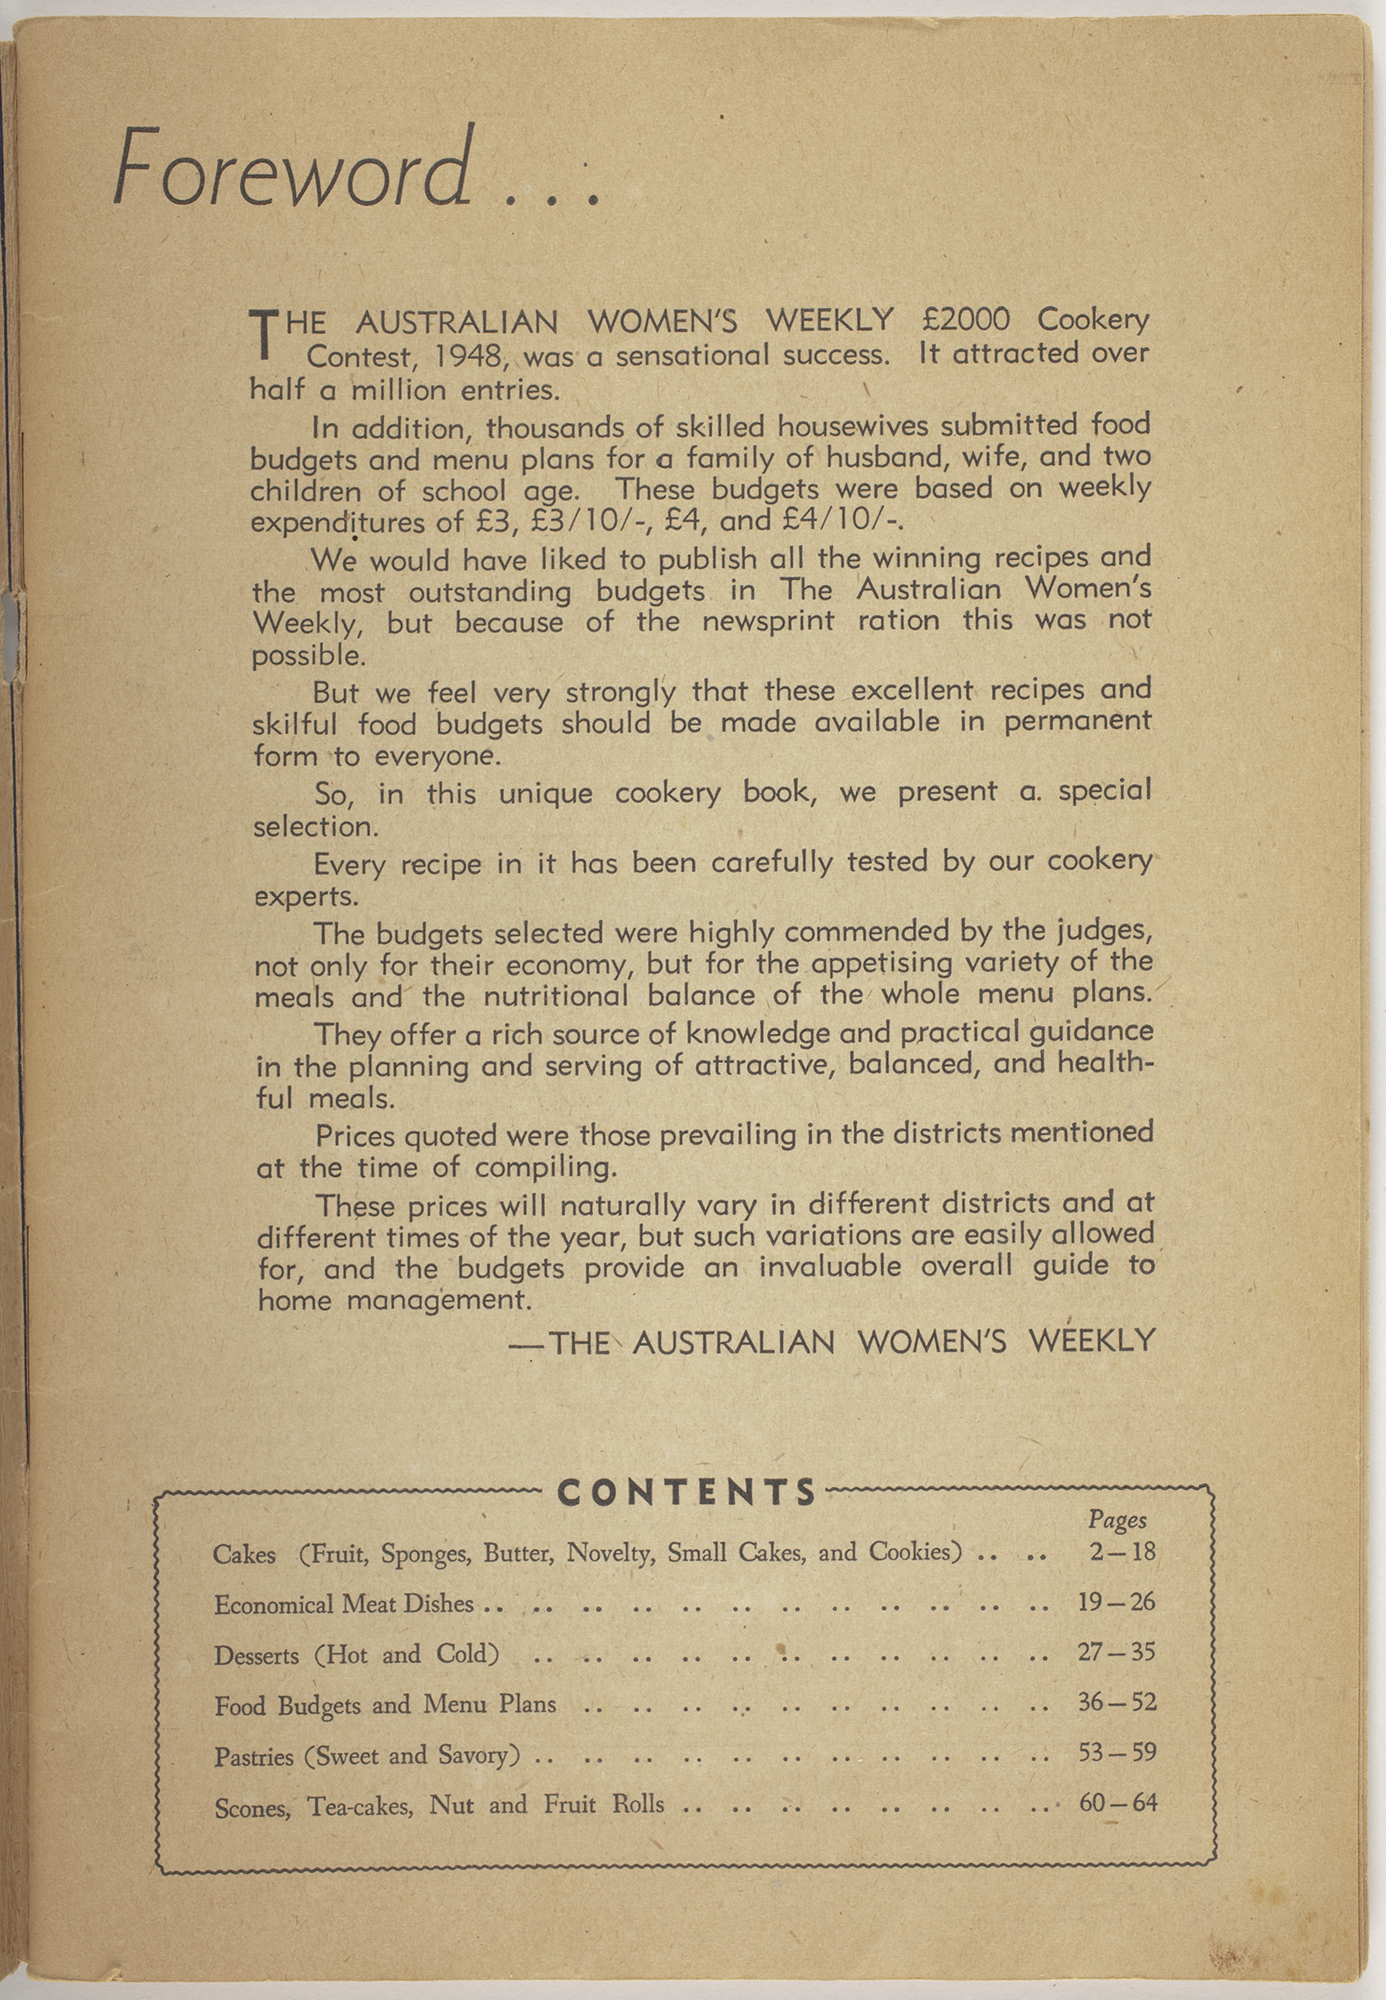 Foreword . . .
THE AUSTRALIAN WOMEN'S WEEKLY £2000 Cookery
Contest, 1948, was a sensational success. It attracted over
half a million entries.
In addition, thousands of skilled housewives submitted food
budgets and menu plans for a family of husband, wife, and two
children of school age. These budgets were based on weekly
expenditures of £3, £3/10/-, £4, and £4/10/-.
We would have liked to publish all the winning recipes and
the most outstanding budgets in The Australian Women's
Weekly, but because of the newsprint ration this was not
possible.
But we feel very strongly that these excellent recipes and
skilful food budgets should be made available in permanent
form to everyone.
So, in this unique cookery book, we present a special
selection.
Every recipe in it has been carefully tested by our cookery
experts.
The budgets selected were highly commended by the judges,
not only for their economy, but for the appetising variety of the
meals and the nutritional balance of the whole menu plans.
They offer a rich source of knowledge and practical guidance
in the planning and serving of attractive, balanced, and health-
ful meals.
Prices quoted were those prevailing in the districts mentioned
at the time of compiling.
These prices will naturally vary in different districts and at
different times of the year, but such variations are easily allowed
for, and the budgets provide an invaluable overall guide to
home management.
—THE AUSTRALIAN WOMEN'S WEEKLY
CONTENTS
Pages
Cakes (Fruit, Sponges, Butter, Novelty, Small Cakes, and Cookies) .. .. 2—18
Economical Meat Dishes .. .. .. .. .. .. .. .. .. .. .. .. 19—26
Desserts (Hot and Cold) .. .. .. .. .. .. .. .. .. .. .. 27—35
Food Budgets and Menu Plans .. .. .. .. .. .. .. .. .. .. 36—52
Pastries (Sweet and Savory) .. .. .. .. .. .. .. .. .. .. .. 53—59
Scones, Tea-cakes, Nut and Fruit Rolls .. .. .. .. .. .. .. .. 60—64